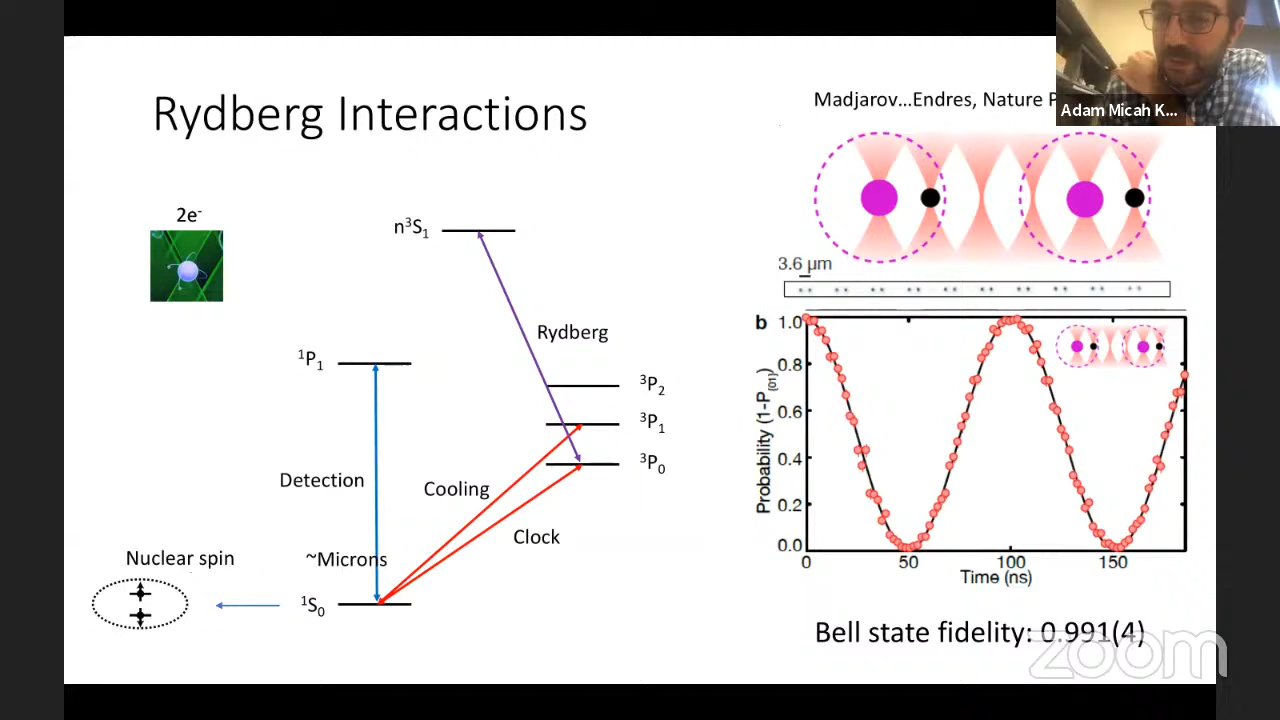 Rydberg Interactions
Madjarov...Endres, Nature P
Adam Micah K...
2e⁻
n³S₁
Rydberg
¹P₁
³P₂
³P₁
³P₀
Detection
Cooling
Clock
Nuclear spin
~Microns
¹S₀
3.6 μm
b
1.0
0.8
0.6
0.4
0.2
0.0
Probability (1-P{01})
0
50
100
150
Time (ns)
Bell state fidelity: 0.991(4)
zoom